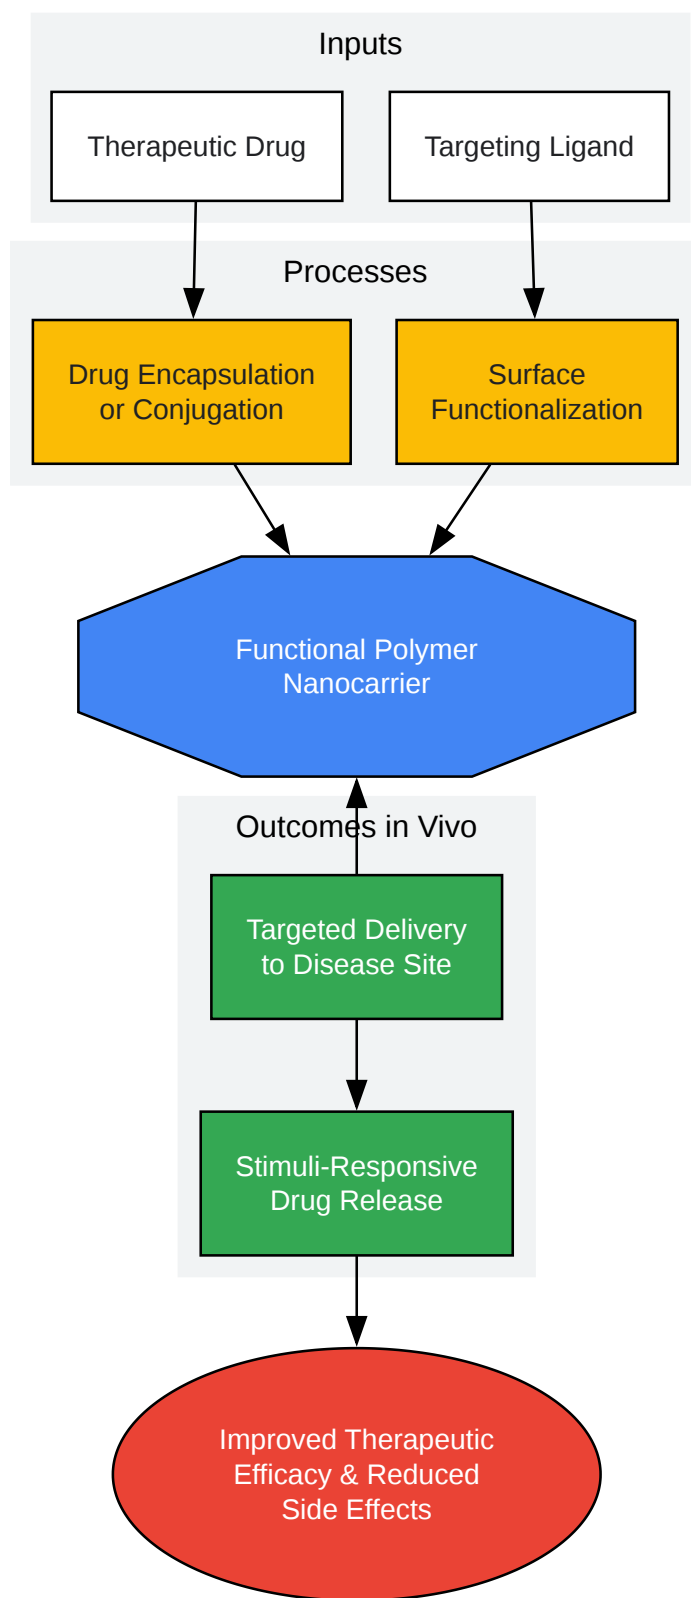 Inputs
Therapeutic Drug
Targeting Ligand
Processes
Drug Encapsulation
or Conjugation
Surface
Functionalization
Functional Polymer
Nanocarrier
Outcomes in Vivo
Targeted Delivery
to Disease Site
Stimuli-Responsive
Drug Release
Improved Therapeutic
Efficacy & Reduced
Side Effects